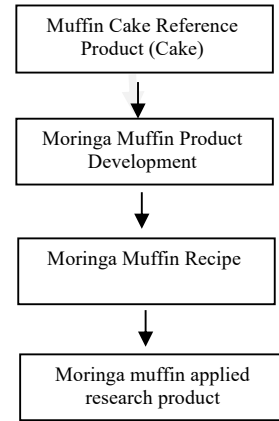 Muffin Cake Reference
Product (Cake)
Moringa Muffin Product
Development
Moringa Muffin Recipe
Moringa muffin applied
research product